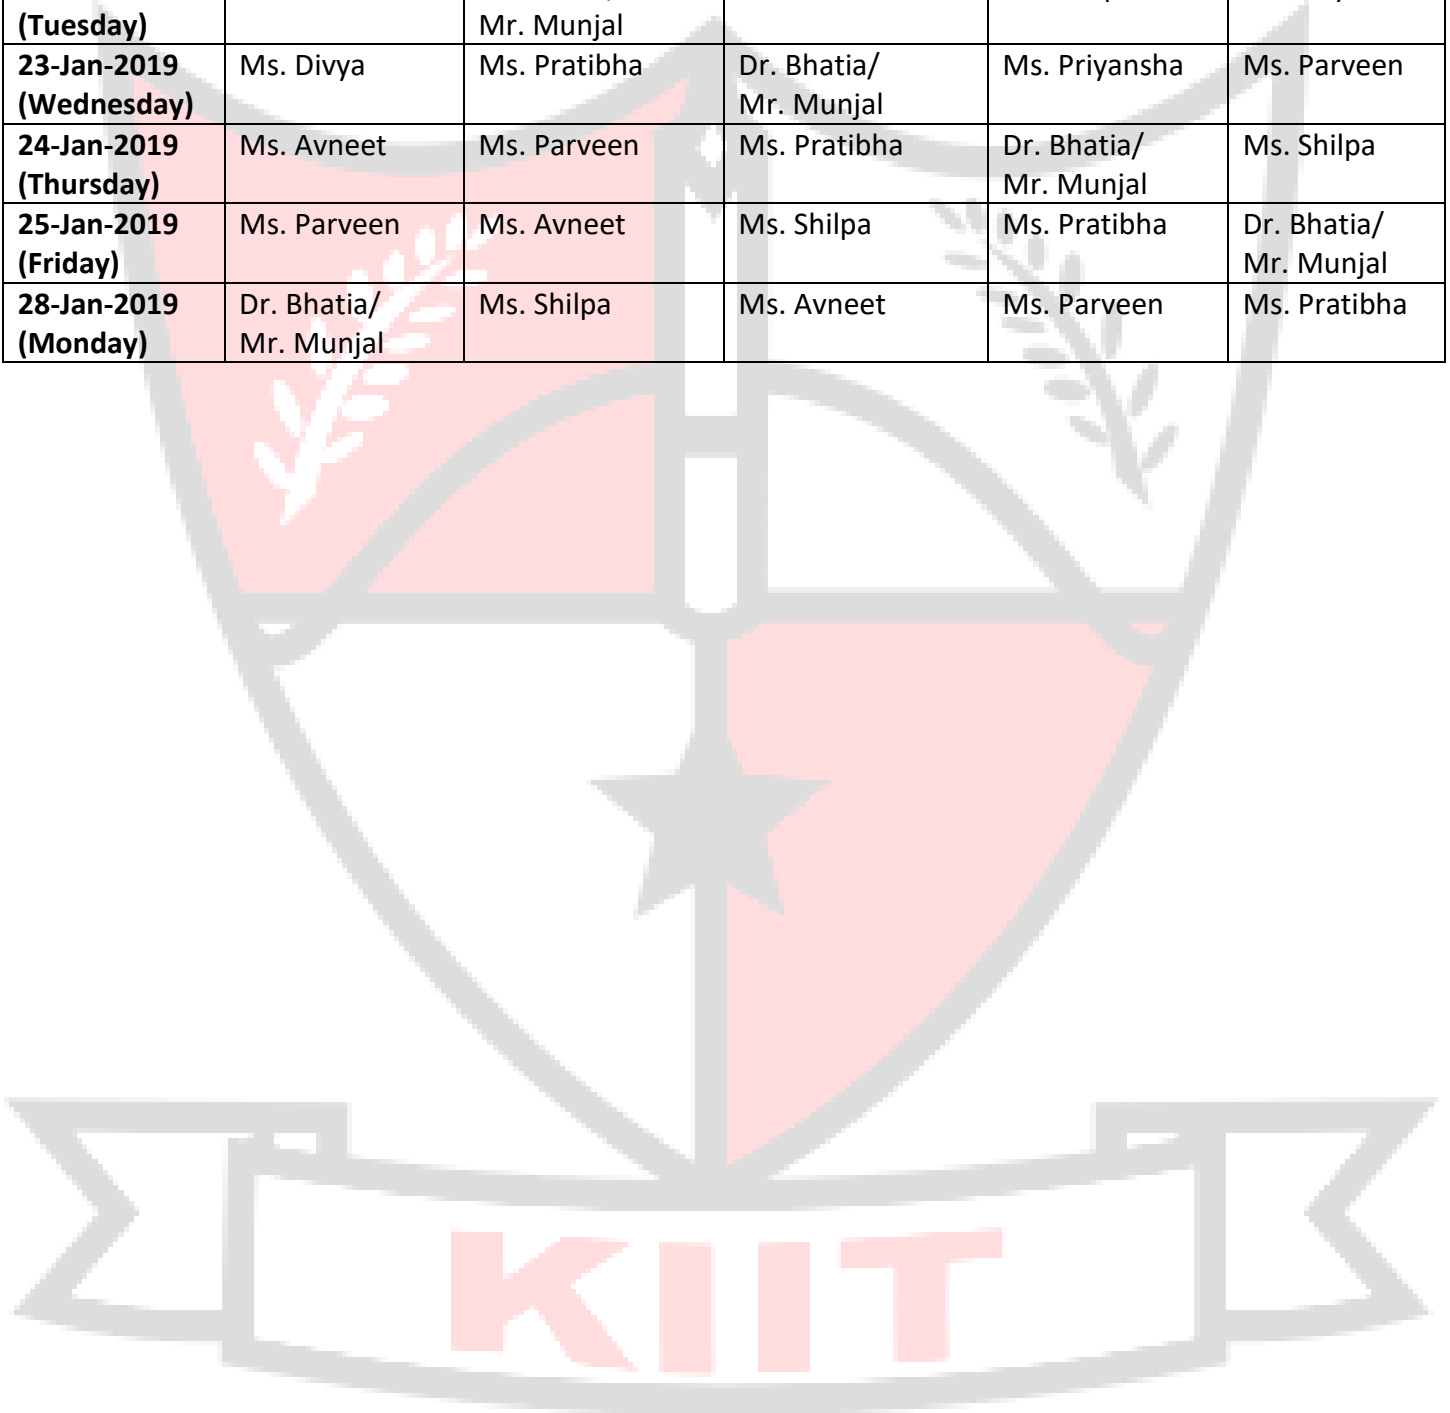 (Tuesday) Mr. Munjal
23-Jan-2019 Ms. Divya Ms. Pratibha Dr. Bhatia/ Ms. Priyansha Ms. Parveen
(Wednesday) Mr. Munjal
24-Jan-2019 Ms. Avneet Ms. Parveen Ms. Pratibha Dr. Bhatia/ Ms. Shilpa
(Thursday) Mr. Munjal
25-Jan-2019 Ms. Parveen Ms. Avneet Ms. Shilpa Ms. Pratibha Dr. Bhatia/
(Friday) Mr. Munjal
28-Jan-2019 Dr. Bhatia/ Ms. Shilpa Ms. Avneet Ms. Parveen Ms. Pratibha
(Monday) Mr. Munjal
KIIT